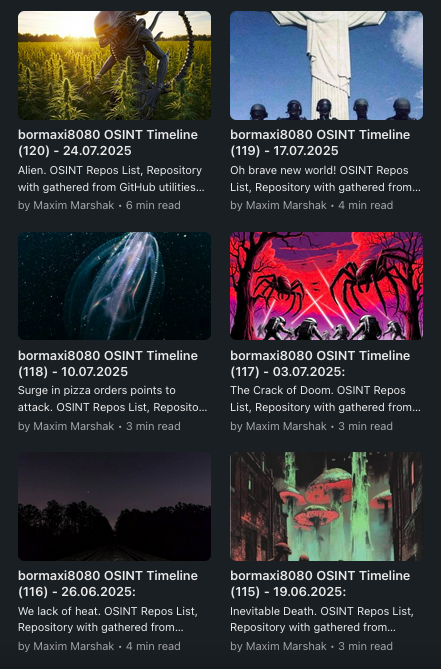 bormaxi8080 OSINT Timeline
(120) - 24.07.2025
Alien. OSINT Repos List, Repository
with gathered from GitHub utilities...
by Maxim Marshak • 6 min read
bormaxi8080 OSINT Timeline
(119) - 17.07.2025
Oh brave new world! OSINT Repos
List, Repository with gathered from...
by Maxim Marshak • 4 min read
bormaxi8080 OSINT Timeline
(118) - 10.07.2025
Surge in pizza orders points to
attack. OSINT Repos List, Reposito...
by Maxim Marshak • 3 min read
bormaxi8080 OSINT Timeline
(117) - 03.07.2025:
The Crack of Doom. OSINT Repos
List, Repository with gathered from...
by Maxim Marshak • 3 min read
bormaxi8080 OSINT Timeline
(116) - 26.06.2025:
We lack of heat. OSINT Repos List,
Repository with gathered from...
by Maxim Marshak • 4 min read
bormaxi8080 OSINT Timeline
(115) - 19.06.2025:
Inevitable Death. OSINT Repos List,
Repository with gathered from...
by Maxim Marshak • 3 min read